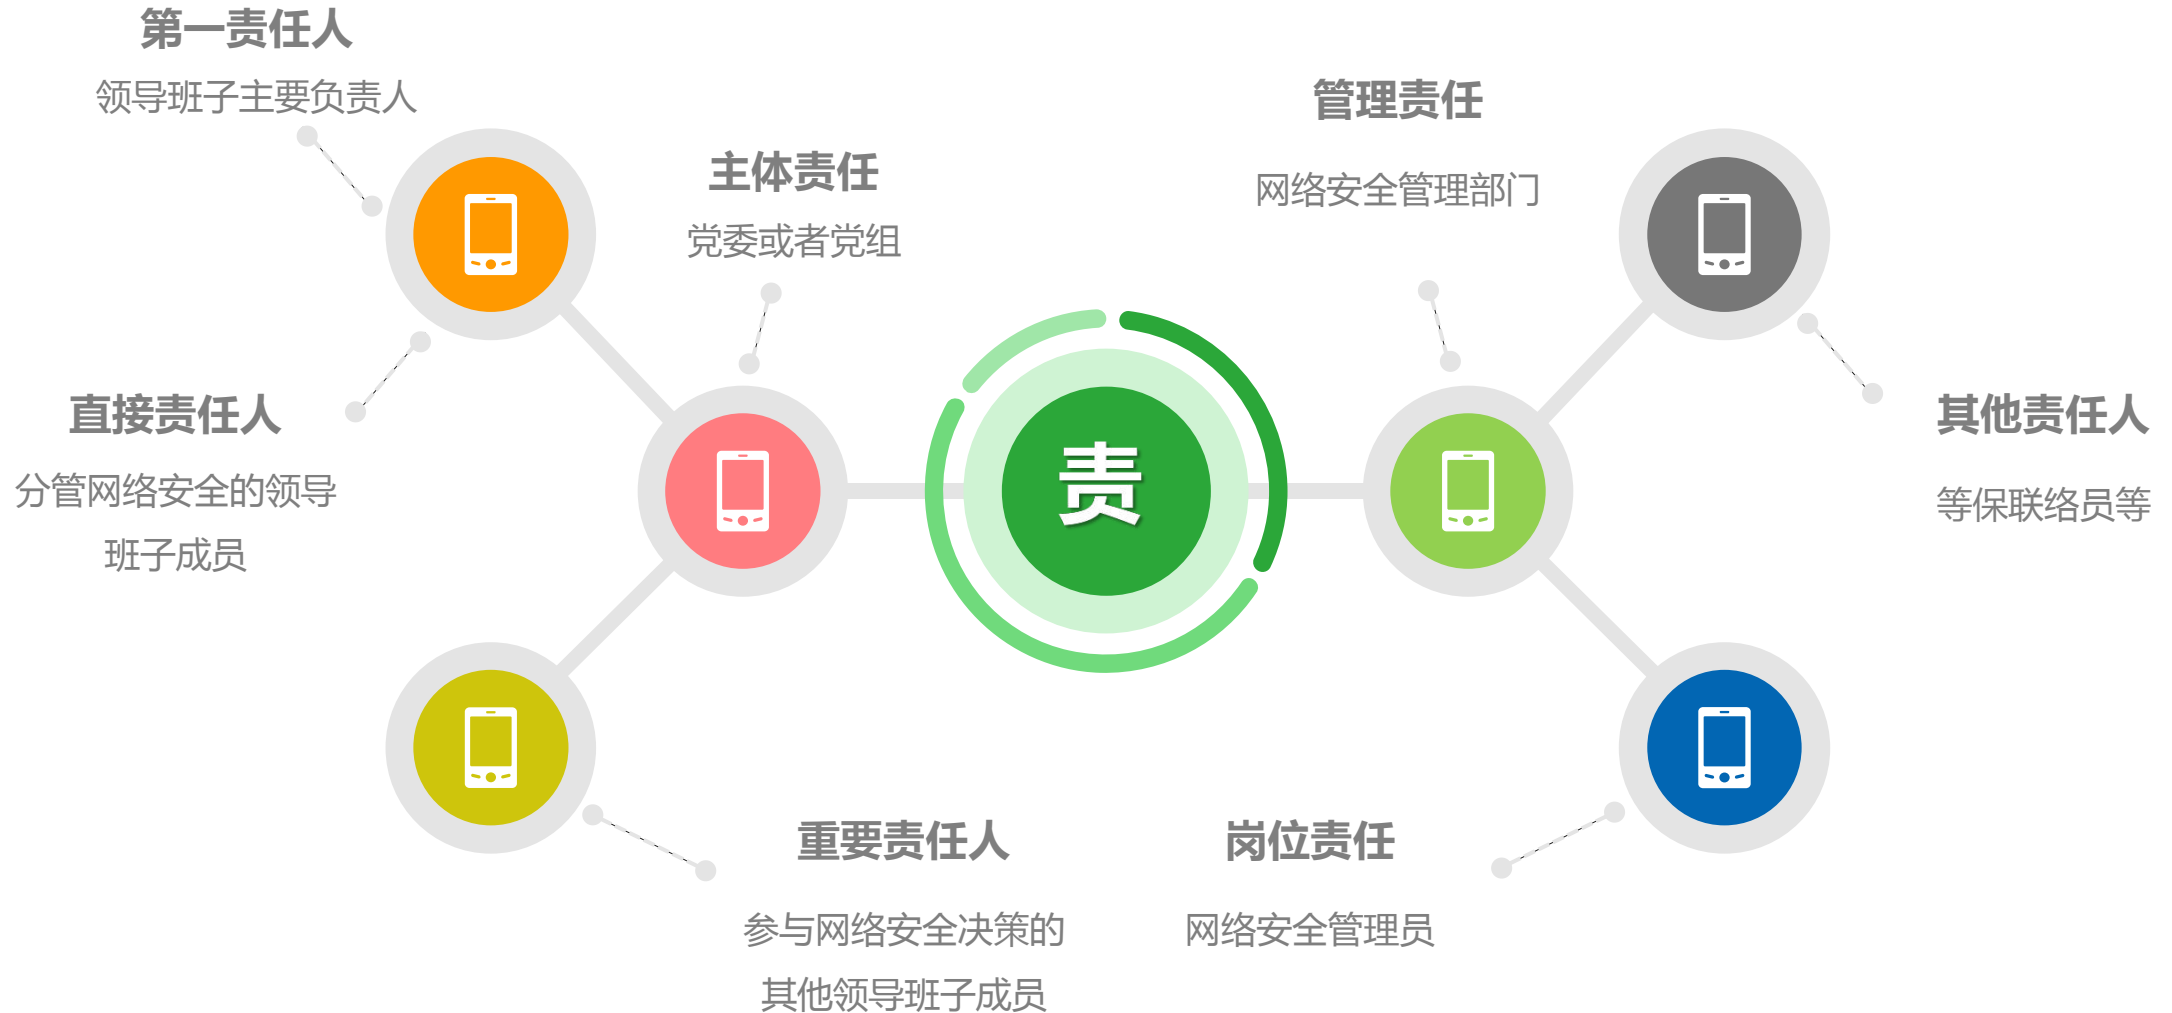 第一责任人
领导班子主要负责人
主体责任
党委或者党组
直接责任人
分管网络安全的领导
班子成员
重要责任人
参与网络安全决策的
其他领导班子成员
责
管理责任
网络安全管理部门
其他责任人
等保联络员等
岗位责任
网络安全管理员